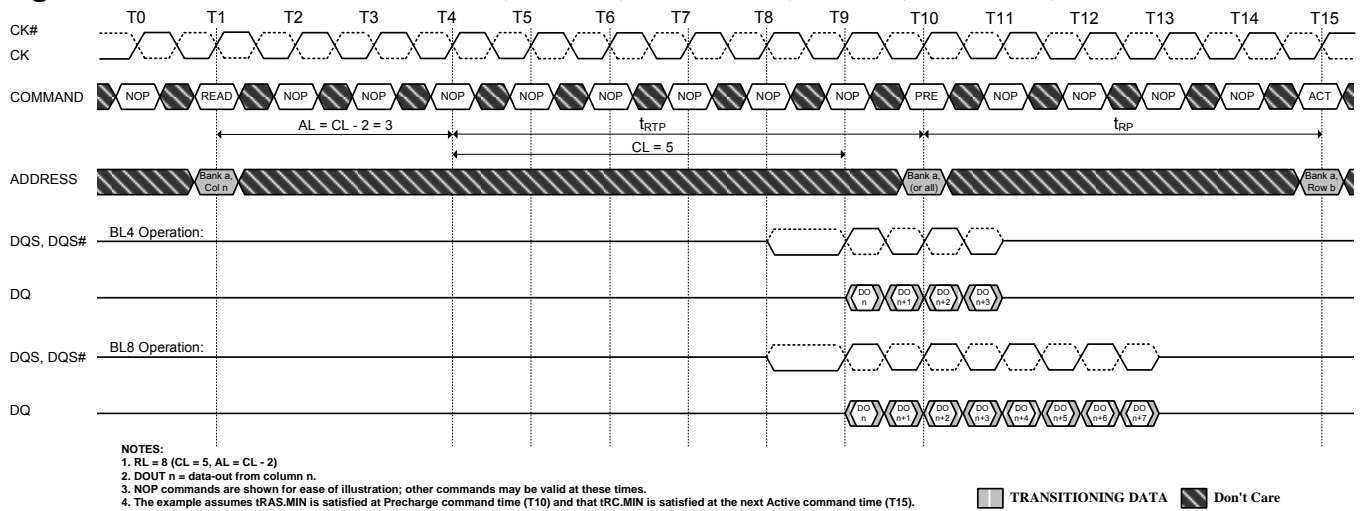 T0 T1 T2 T3 T4 T5 T6 T7 T8 T9 T10 T11 T12 T13 T14 T15
CK#
CK
COMMAND NOP READ NOP NOP NOP NOP NOP NOP NOP NOP PRE NOP NOP NOP NOP ACT
AL = CL - 2 = 3 tRTP tRP
CL = 5
ADDRESS Bank a, Col n Bank a, (or all) Bank a, Row b
BL4 Operation:
DQS, DQS#
DQ DO n DO n+1 DO n+2 DO n+3
BL8 Operation:
DQS, DQS#
DQ DO n DO n+1 DO n+2 DO n+3 DO n+4 DO n+5 DO n+6 DO n+7
NOTES:
1. RL = 8 (CL = 5, AL = CL - 2)
2. DOUT n = data-out from column n.
3. NOP commands are shown for ease of illustration; other commands may be valid at these times.
4. The example assumes tRAS.MIN is satisfied at Precharge command time (T10) and that tRC.MIN is satisfied at the next Active command time (T15).
TRANSITIONING DATA Don't Care